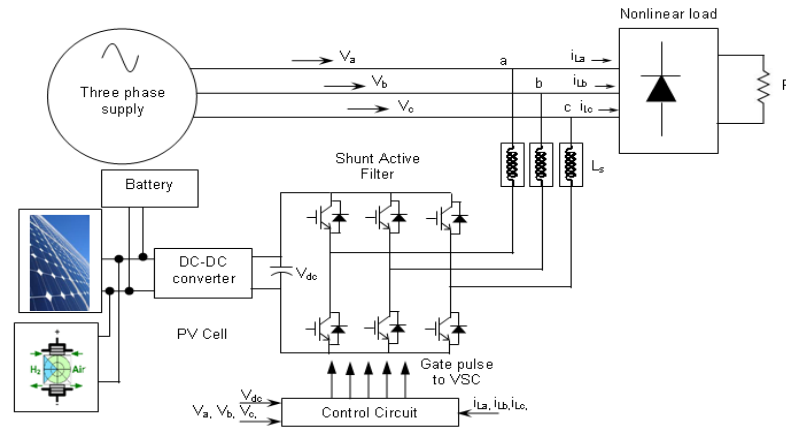 Nonlinear load
Three phase
supply
Va
Vb
Vc
a
b
c
iLa
iLb
iLc
R
Ls
Shunt Active
Filter
Battery
DC-DC
converter
Vdc
PV Cell
H2
Air
Gate pulse
to VSC
Vdc
Va, Vb, Vc,
Control Circuit
iLa, iLb,iLc,